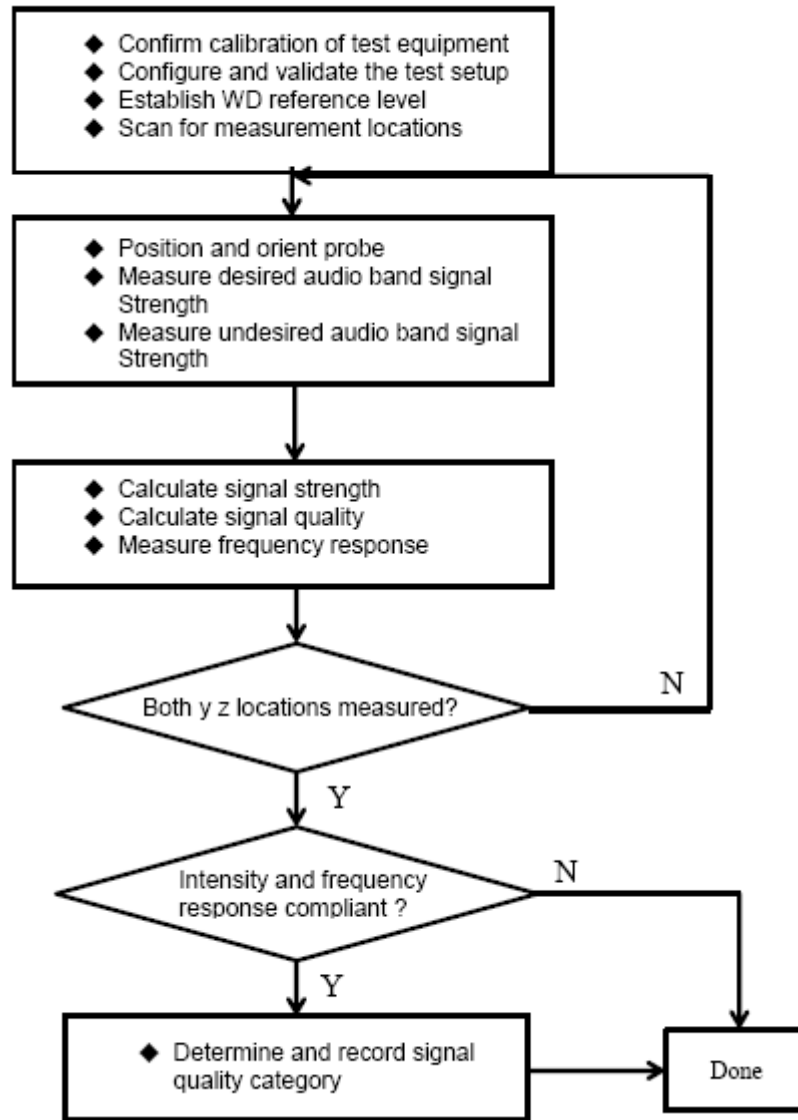 ◆ Confirm calibration of test equipment
◆ Configure and validate the test setup
◆ Establish WD reference level
◆ Scan for measurement locations
◆ Position and orient probe
◆ Measure desired audio band signal
Strength
◆ Measure undesired audio band signal
Strength
◆ Calculate signal strength
◆ Calculate signal quality
◆ Measure frequency response
Both y z locations measured?
N
Y
Intensity and frequency
response compliant ?
N
Y
◆ Determine and record signal
quality category
Done